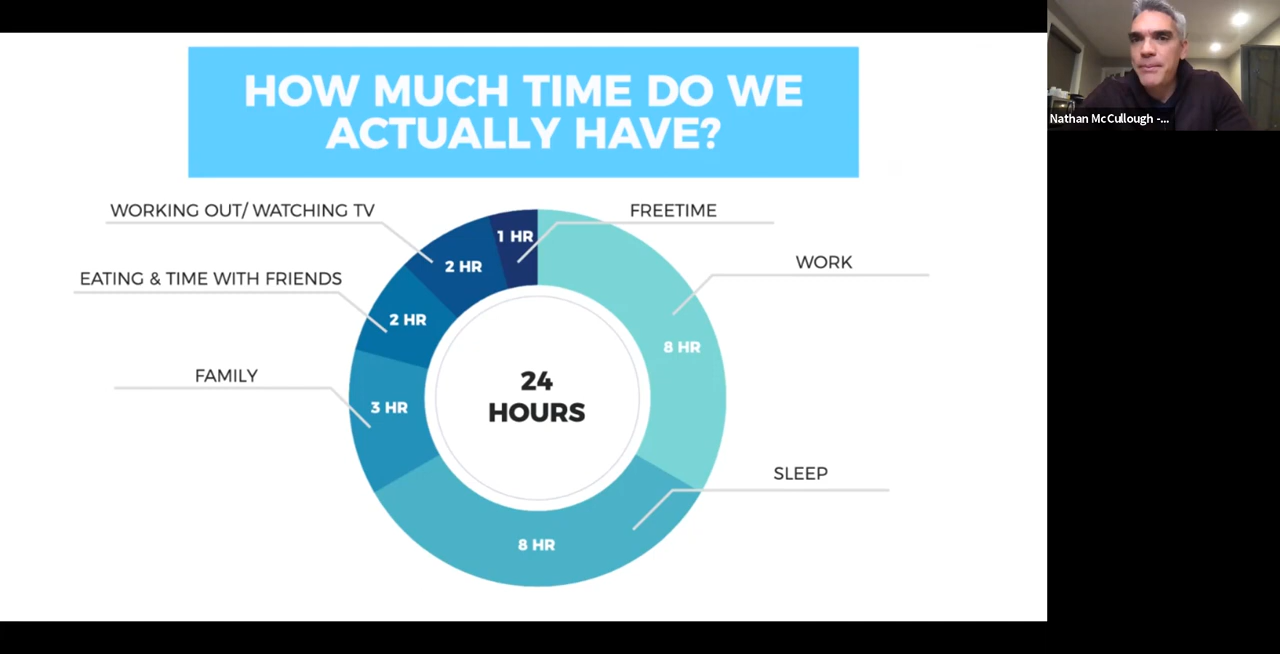 HOW MUCH TIME DO WE
ACTUALLY HAVE?
WORKING OUT/ WATCHING TV
FREETIME
1 HR
2 HR
WORK
EATING & TIME WITH FRIENDS
2 HR
8 HR
FAMILY
3 HR
24
HOURS
SLEEP
8 HR
Nathan McCullough -...